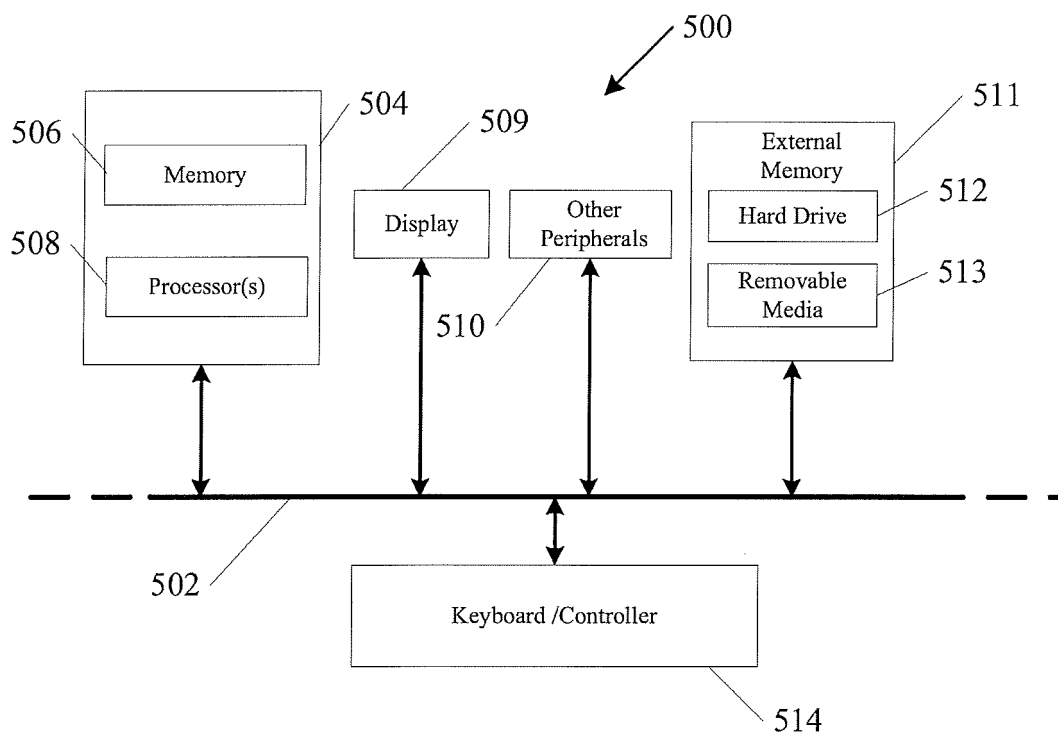 500
504
506
Memory
508
Processor(s)
509
Display
Other
Peripherals
510
511
External
Memory
512
Hard Drive
513
Removable
Media
502
Keyboard /Controller
514